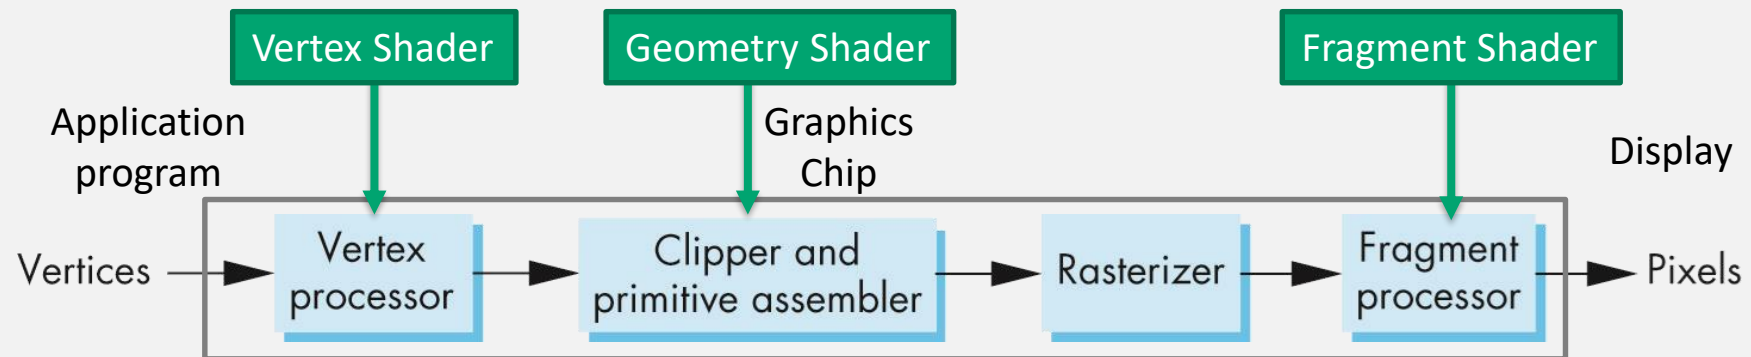 Vertex Shader
Geometry Shader
Fragment Shader
Application
program
Graphics
Chip
Display
Vertices
Vertex
processor
Clipper and
primitive assembler
Rasterizer
Fragment
processor
Pixels